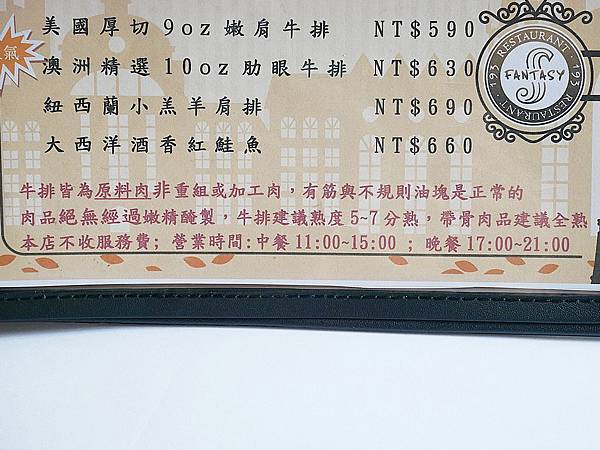 美國厚切9oz嫩肩牛排 NT$590
人氣
澳洲精選10oz肋眼牛排 NT$630
紐西蘭小羔羊肩排 NT$690
大西洋酒香紅鮭魚 NT$660
195 RESTAURANT · 193 RESTAURANT
FANTASY
牛排皆為原料肉非重組或加工肉，有筋與不規則油塊是正常的
肉品絕無經過嫩精醃製，牛排建議熟度5~7分熟，帶骨肉品建議全熟
本店不收服務費；營業時間:中餐11:00~15:00；晚餐17:00~21:00